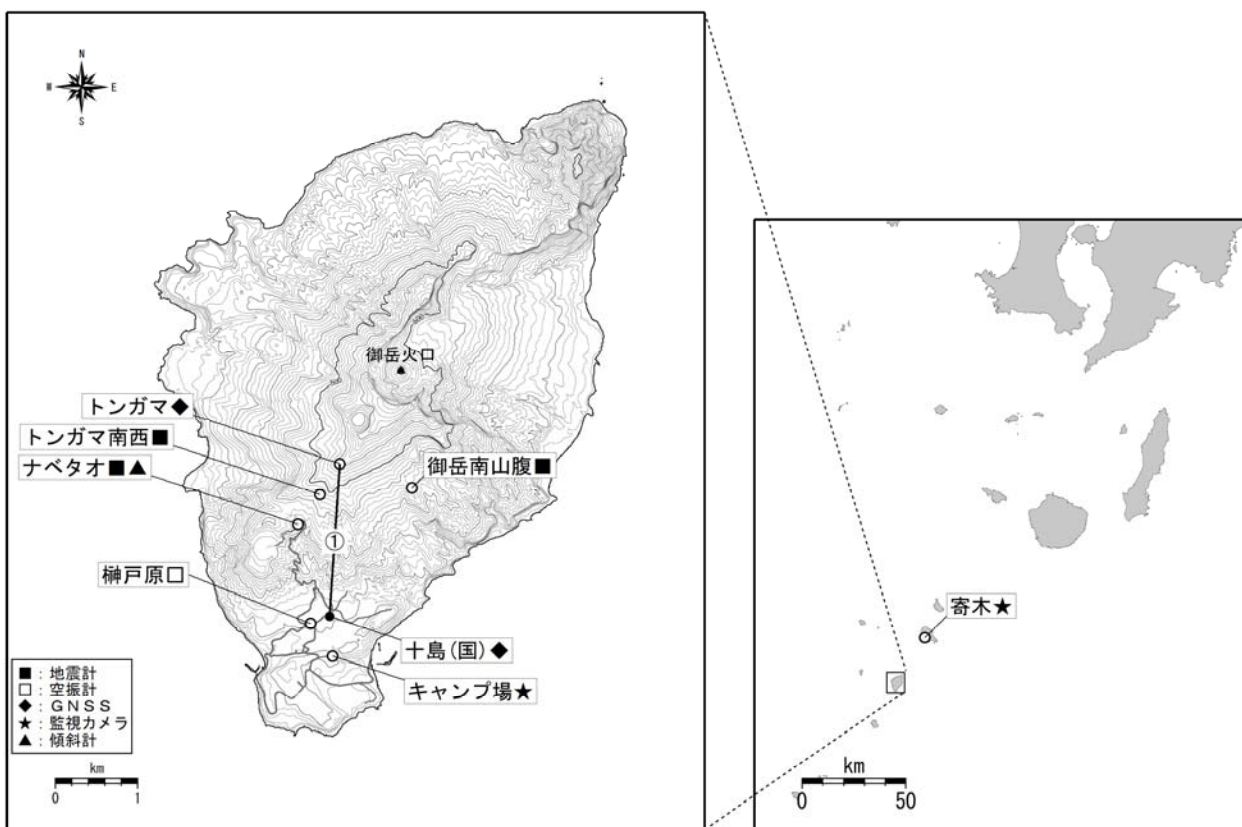 N
W E
S
御岳火口
600
トンガマ◆
トンガマ南西■
ナベタオ■▲
御岳南山腹■
①
榊戸原□
十島(国)◆
キャンプ場★
■:地震計
□:空振計
◆:GNSS
★:監視カメラ
▲:傾斜計
km
0 1
寄木★
km
0 50